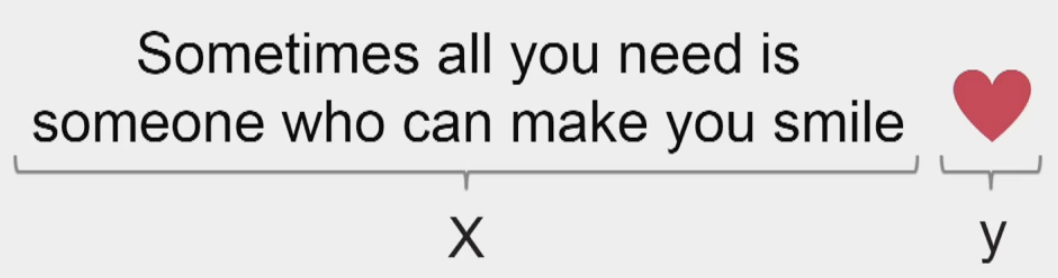 Sometimes all you need is
someone who can make you smile ❤
X y